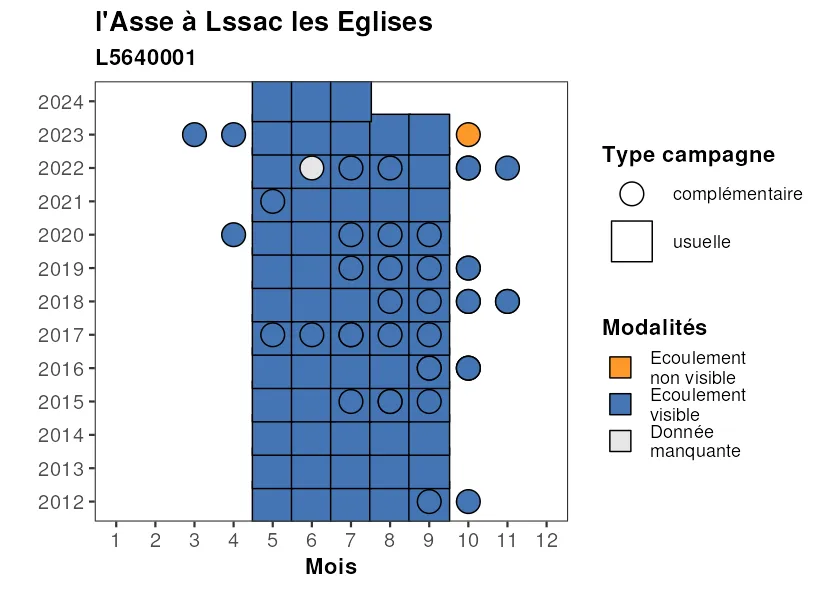 l'Asse à Lssac les Eglises
L5640001
2024
2023
2022
2021
2020
2019
2018
2017
2016
2015
2014
2013
2012
1 2 3 4 5 6 7 8 9 10 11 12
Mois
Type campagne
complémentaire
usuelle
Modalités
Ecoulement
non visible
Ecoulement
visible
Donnée
manquante